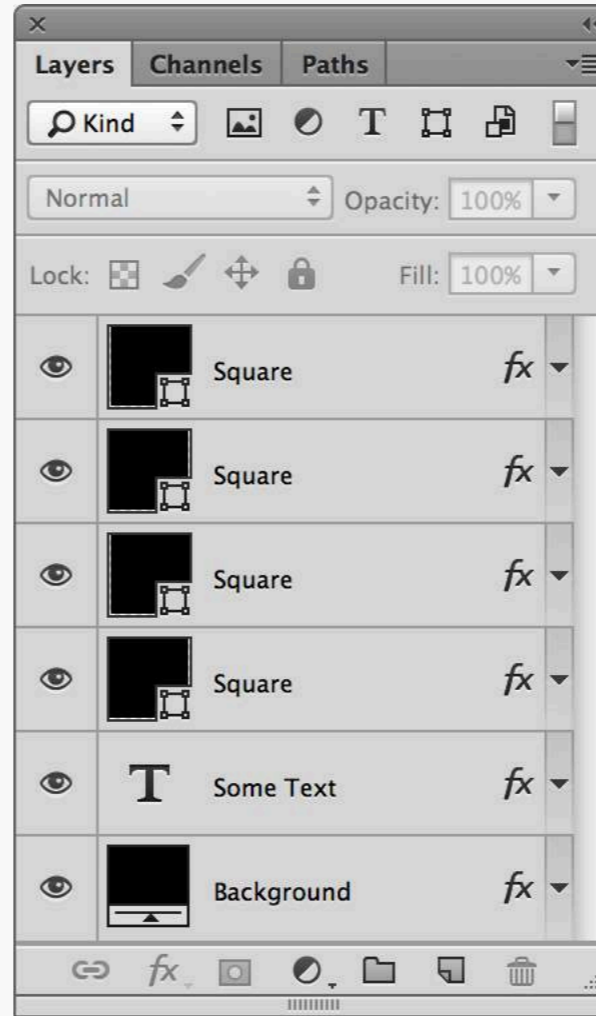 Layers Channels Paths
Kind T
Normal Opacity: 100%
Lock: Fill: 100%
Square fx
Square fx
Square fx
Square fx
T Some Text fx
Background fx
fx